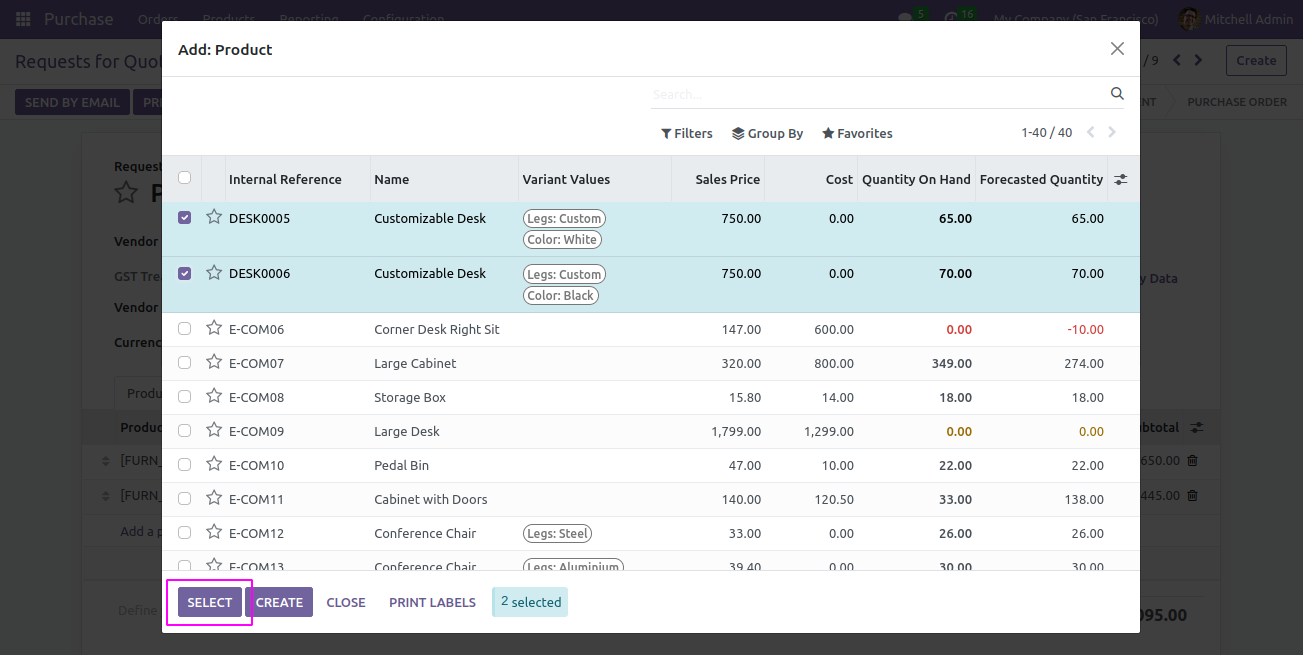 Purchase Orders Products Reporting Configuration 5 16 My Company (San Francisco) Mitchell Admin
Add: Product
Requests for Quo / 9 Create
SEND BY EMAIL PRI NT PURCHASE ORDER
Search...
Filters Group By Favorites 1-40 / 40
Request
P
Internal Reference Name Variant Values Sales Price Cost Quantity On Hand Forecasted Quantity
DESK0005 Customizable Desk Legs: Custom 750.00 0.00 65.00 65.00
Color: White
Vendor
DESK0006 Customizable Desk Legs: Custom 750.00 0.00 70.00 70.00
Color: Black
GST Trea y Data
Vendor
E-COM06 Corner Desk Right Sit 147.00 600.00 0.00 -10.00
Currenc
E-COM07 Large Cabinet 320.00 800.00 349.00 274.00
E-COM08 Storage Box 15.80 14.00 18.00 18.00
Produ
E-COM09 Large Desk 1,799.00 1,299.00 0.00 0.00
Produc btotal
E-COM10 Pedal Bin 47.00 10.00 22.00 22.00
[FURN_ 650.00
E-COM11 Cabinet with Doors 140.00 120.50 33.00 138.00
[FURN_ 445.00
E-COM12 Conference Chair Legs: Steel 33.00 0.00 26.00 26.00
Add a p
E-COM13 Conference Chair Legs: Aluminium 39.40 0.00 30.00 30.00
SELECT CREATE CLOSE PRINT LABELS 2 selected
Define 095.00